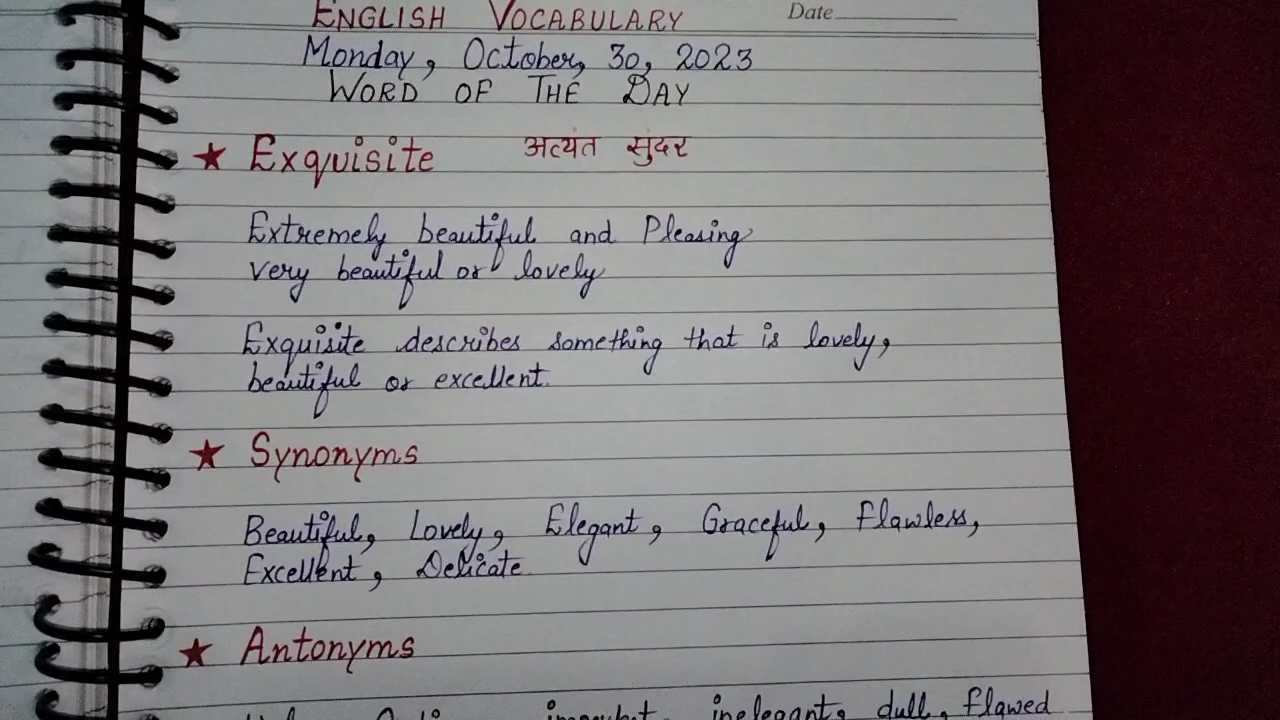 ENGLISH VOCABULARY Date
Monday, October, 30, 2023
WORD OF THE DAY
★ Exquisite अत्यंत सुंदर
Extremely beautiful and Pleasing
very beautiful or lovely
Exquisite describes something that is lovely,
beautiful or excellent.
★ Synonyms
Beautiful, Lovely, Elegant, Graceful, Flawless,
Excellent, Delicate
★ Antonyms
inelegant, dull, flawed